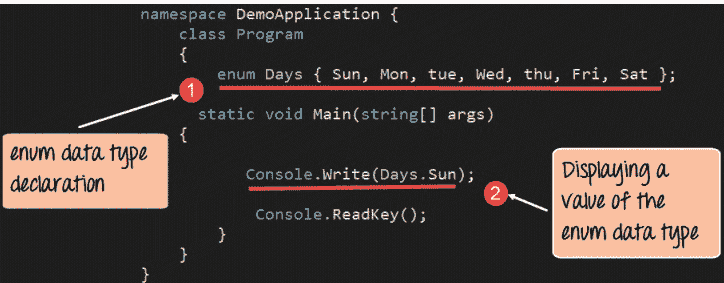 namespace DemoApplication {
class Program
{
enum Days { Sun, Mon, tue, Wed, thu, Fri, Sat };
1
static void Main(string[] args)
{
enum data type
declaration
Console.Write(Days.Sun);
2
Displaying a
value of the
enum data type
Console.ReadKey();
}
}
}